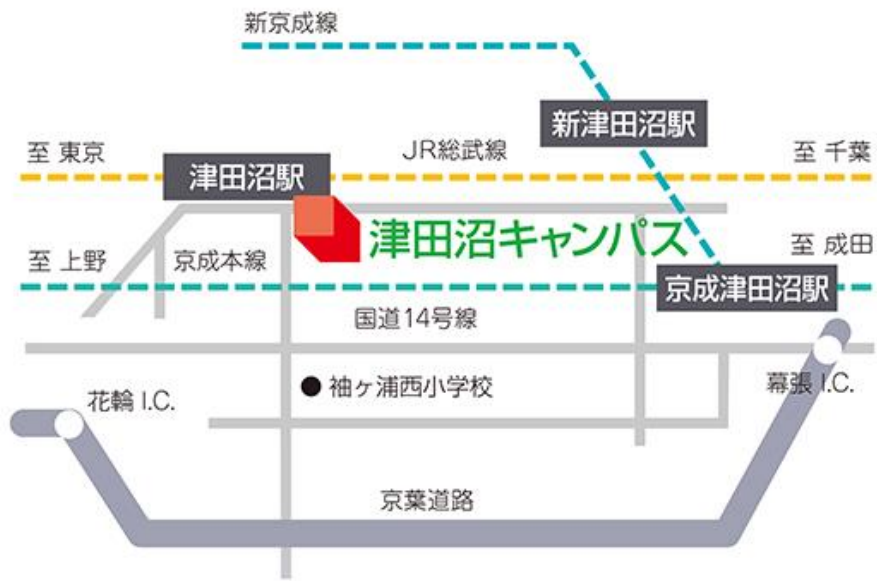 新京成線
新津田沼駅
至 東京
JR総武線
至 千葉
津田沼駅
津田沼キャンパス
至 上野
京成本線
至 成田
京成津田沼駅
国道14号線
袖ヶ浦西小学校
幕張 I.C.
花輪 I.C.
京葉道路